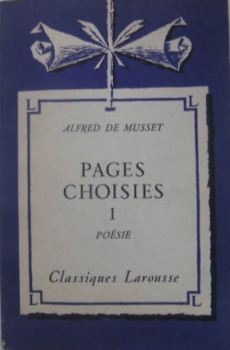 L L
ALFRED DE MUSSET
PAGES
CHOISIES
I
POÉSIE
Classiques Larousse
L L